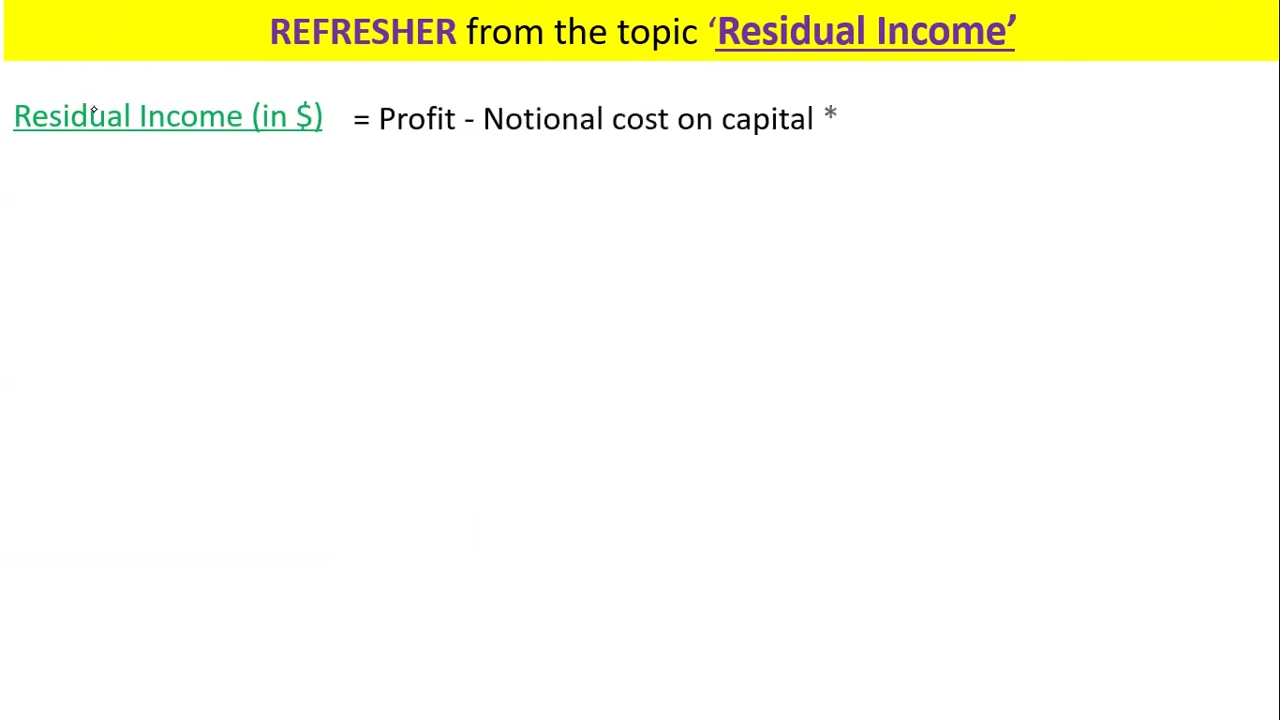 REFRESHER from the topic ‘Residual Income’
Residual Income (in $) = Profit - Notional cost on capital *